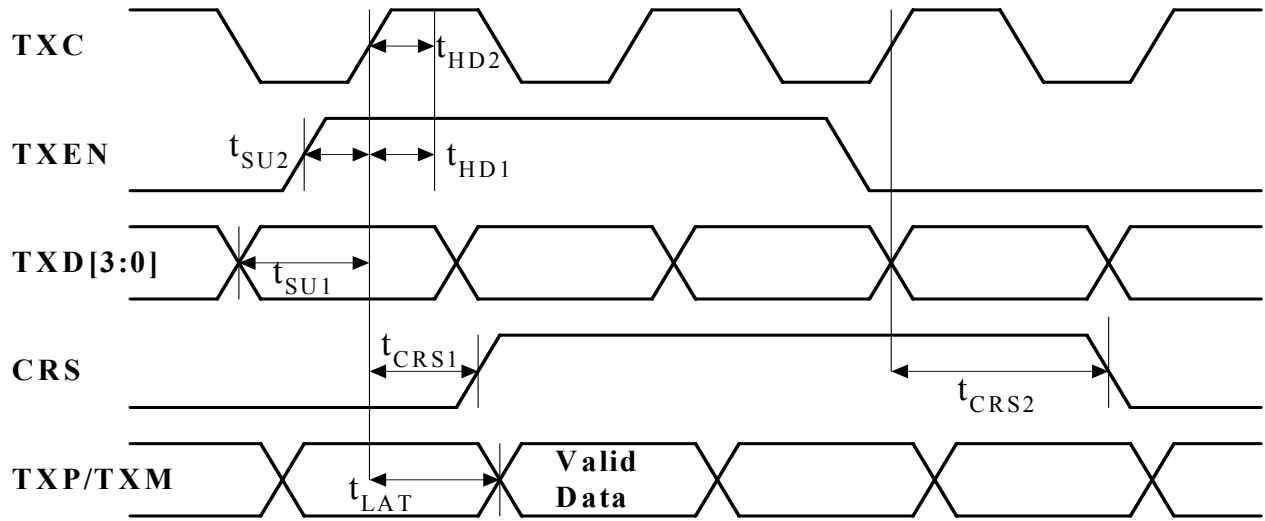 TXC
tHD2
TXEN
tSU2
tHD1
TXD[3:0]
tSU1
CRS
tCRS1
tCRS2
TXP/TXM
tLAT
Valid
Data